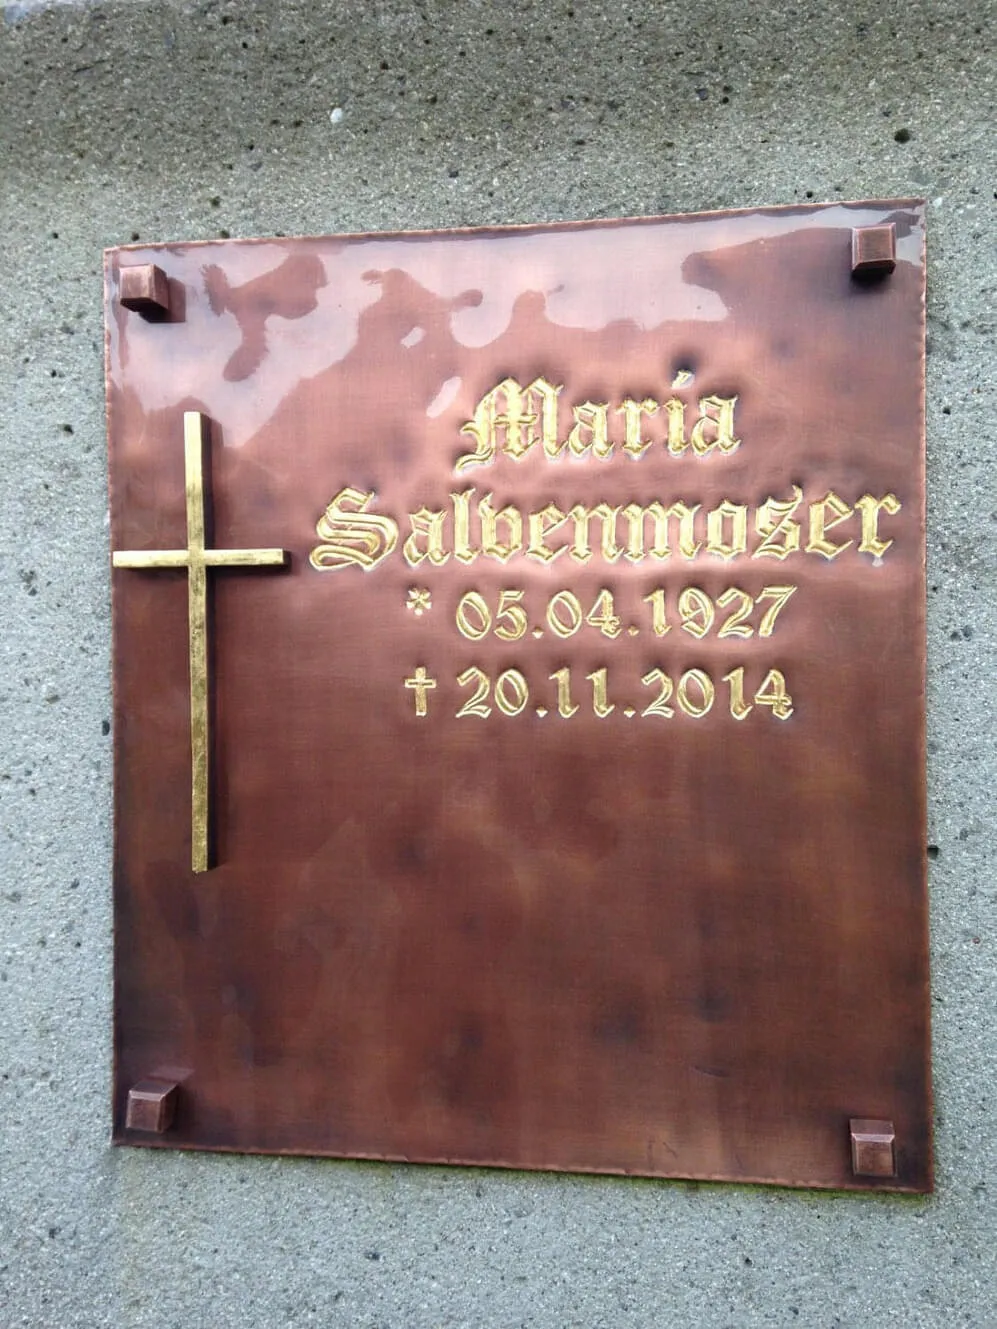 Maria
Salvenmoser
* 05.04.1927
† 20.11.2014